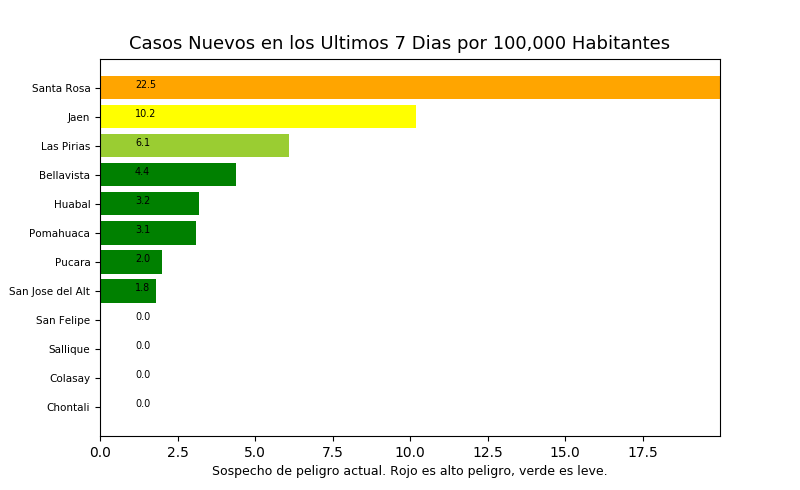 Casos Nuevos en los Ultimos 7 Dias por 100,000 Habitantes
Santa Rosa 22.5
Jaen 10.2
Las Pirias 6.1
Bellavista 4.4
Huabal 3.2
Pomahuaca 3.1
Pucara 2.0
San Jose del Alt 1.8
San Felipe 0.0
Sallique 0.0
Colasay 0.0
Chontali 0.0
0.0 2.5 5.0 7.5 10.0 12.5 15.0 17.5
Sospecho de peligro actual. Rojo es alto peligro, verde es leve.